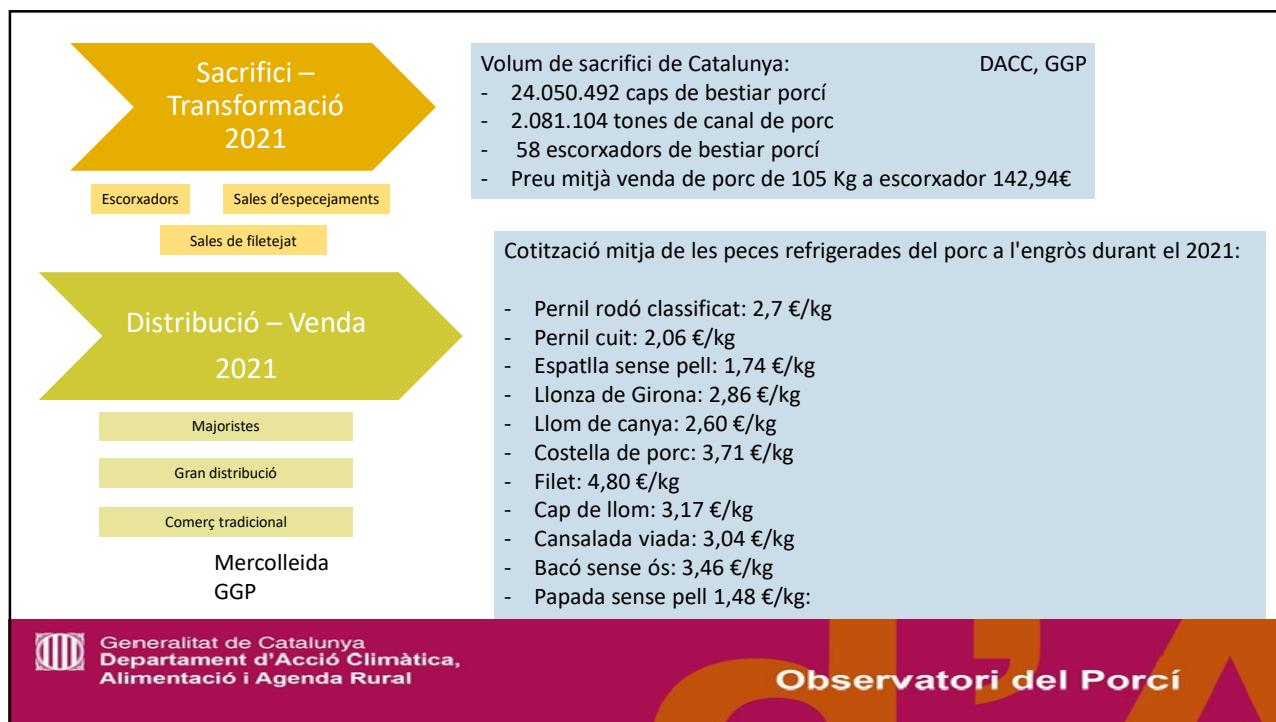 Sacrifici –
Transformació
2021
Escorxadors
Sales d'especejaments
Sales de filetejat
Volum de sacrifici de Catalunya: DACC, GGP
- 24.050.492 caps de bestiar porcí
- 2.081.104 tones de canal de porc
- 58 escorxadors de bestiar porcí
- Preu mitjà venda de porc de 105 Kg a escorxador 142,94€
Distribució – Venda
2021
Majoristes
Gran distribució
Comerç tradicional
Mercolleida
GGP
Cotització mitja de les peces refrigerades del porc a l'engròs durant el 2021:
- Pernil rodó classificat: 2,7 €/kg
- Pernil cuit: 2,06 €/kg
- Espatlla sense pell: 1,74 €/kg
- Llonza de Girona: 2,86 €/kg
- Llom de canya: 2,60 €/kg
- Costella de porc: 3,71 €/kg
- Filet: 4,80 €/kg
- Cap de llom: 3,17 €/kg
- Cansalada viada: 3,04 €/kg
- Bacó sense ós: 3,46 €/kg
- Papada sense pell 1,48 €/kg:
Generalitat de Catalunya
Departament d'Acció Climàtica,
Alimentació i Agenda Rural
d'A
Observatori del Porcí